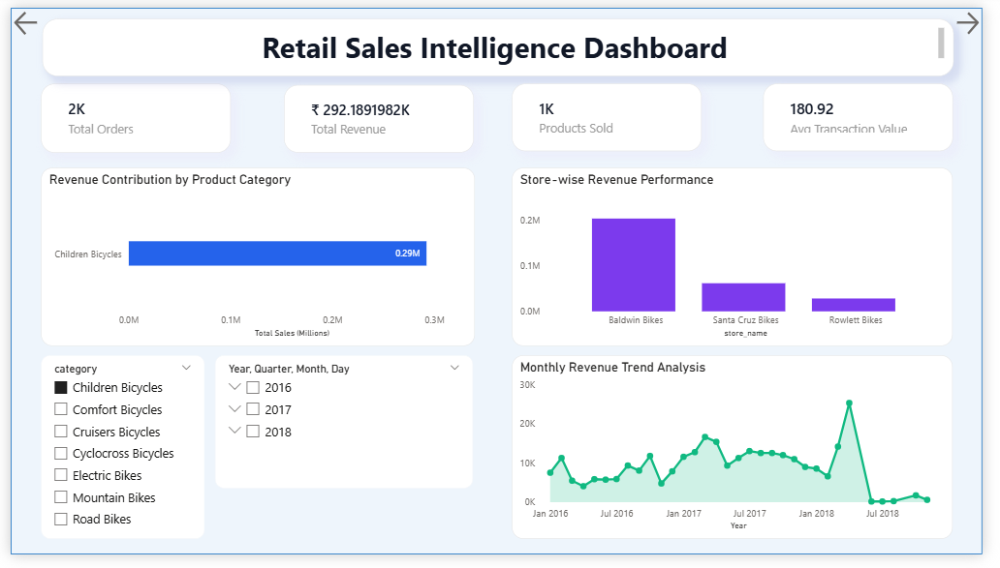 Retail Sales Intelligence Dashboard
2K
Total Orders
₹ 292.1891982K
Total Revenue
1K
Products Sold
180.92
Avg Transaction Value
Revenue Contribution by Product Category
Children Bicycles
0.29M
0.0M 0.1M 0.2M 0.3M
Total Sales (Millions)
Store-wise Revenue Performance
0.2M
0.1M
0.0M
Baldwin Bikes Santa Cruz Bikes Rowlett Bikes
store_name
category
Children Bicycles
Comfort Bicycles
Cruisers Bicycles
Cyclocross Bicycles
Electric Bikes
Mountain Bikes
Road Bikes
Year, Quarter, Month, Day
2016
2017
2018
Monthly Revenue Trend Analysis
30K
20K
10K
0K
Jan 2016 Jul 2016 Jan 2017 Jul 2017 Jan 2018 Jul 2018
Year